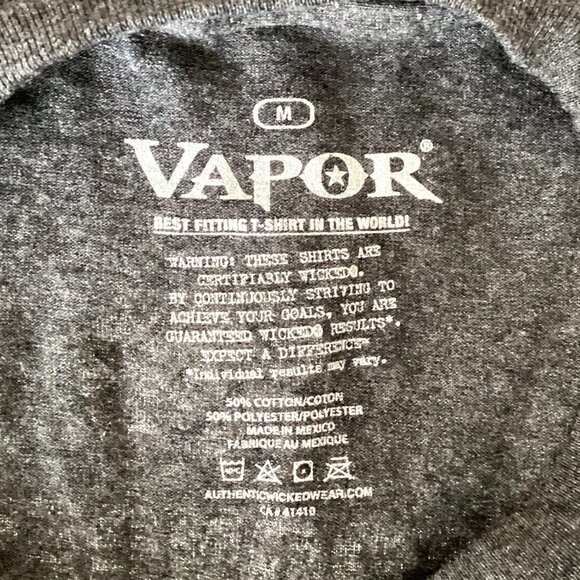 M
VAPOR®
BEST FITTING T-SHIRT IN THE WORLD!
WARNING: THESE SHIRTS ARE
CERTIFIABLY WICKED®.
BY CONTINUOUSLY STRIVING TO
ACHIEVE YOUR GOALS, YOU ARE
GUARANTEED WICKED® RESULTS*.
EXPECT A DIFFERENCE™
*Individual results may vary.
50% COTTON/COTON
50% POLYESTER/POLYESTER
MADE IN MEXICO
FABRIQUE AU MEXIQUE
AUTHENTICWICKEDWEAR.COM
CA# 41410